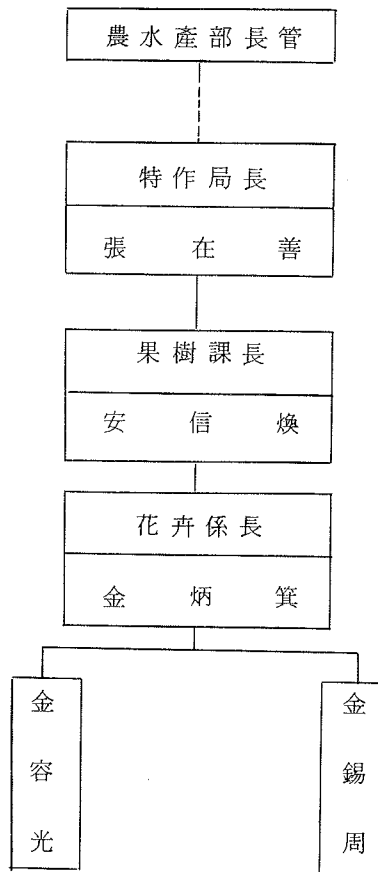 農水產部長管
特作局長
張在善
果樹課長
安信煥
花卉係長
金炳箕
金容光
金錫周